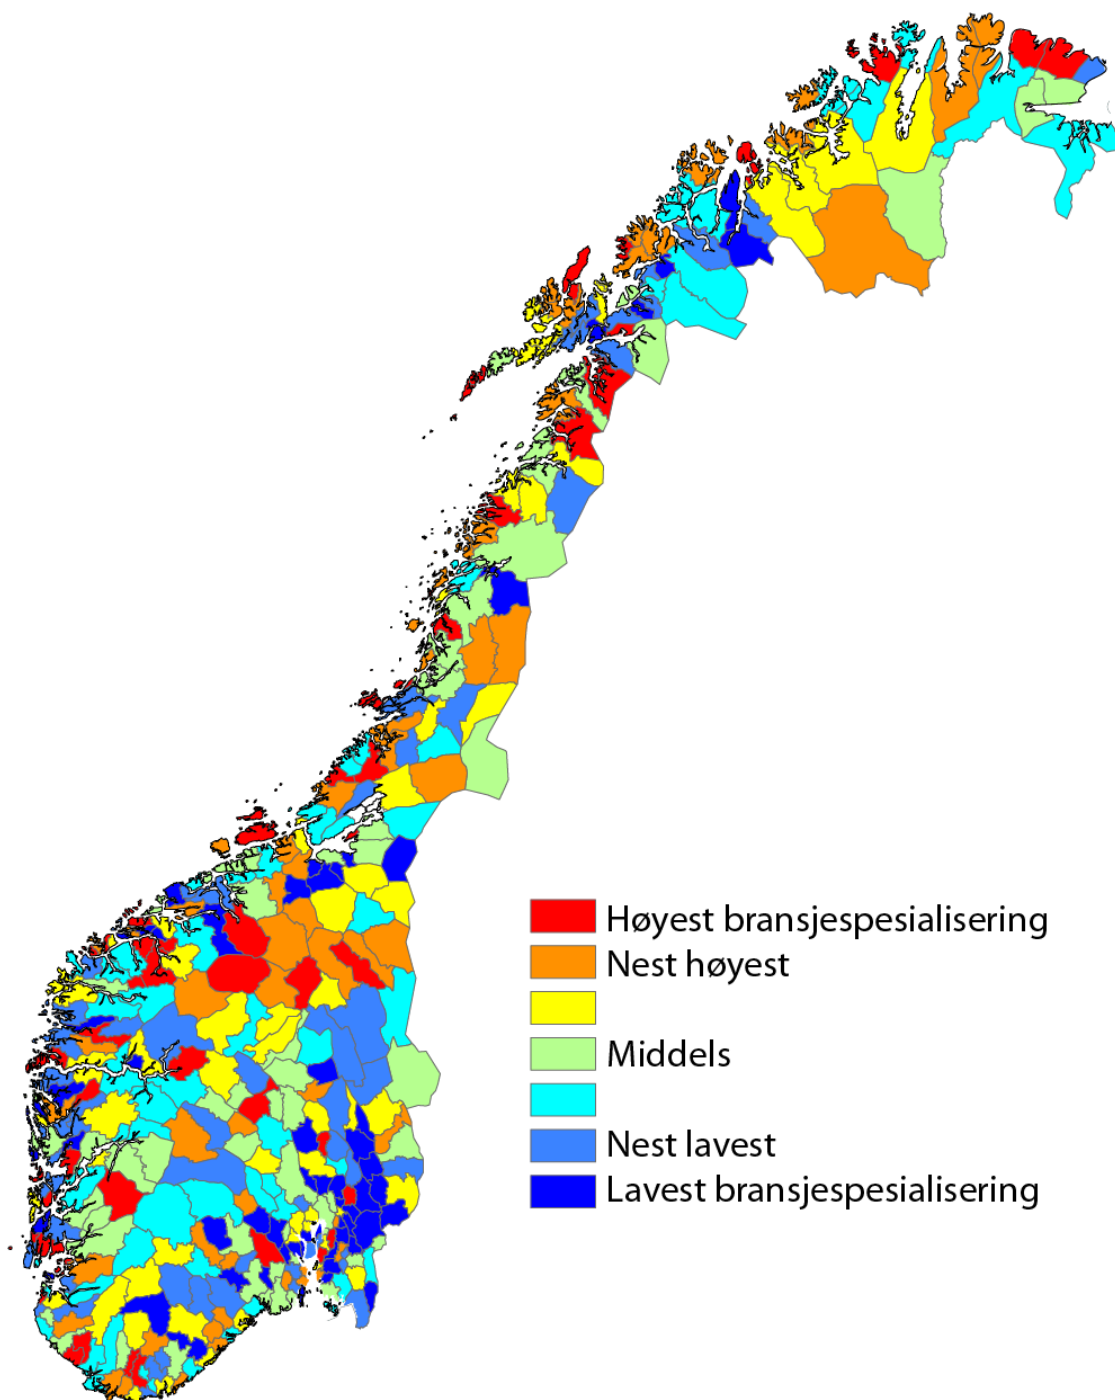 Høyest bransjespesialisering
Nest høyest
Middels
Nest lavest
Lavest bransjespesialisering